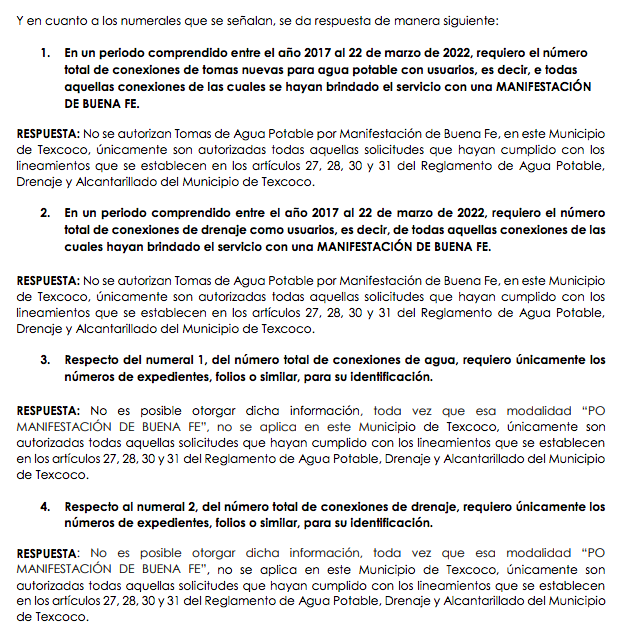 Y en cuanto a los numerales que se señalan, se da respuesta de manera siguiente:
1. En un periodo comprendido entre el año 2017 al 22 de marzo de 2022, requiero el número
total de conexiones de tomas nuevas para agua potable con usuarios, es decir, e todas
aquellas conexiones de las cuales se hayan brindado el servicio con una MANIFESTACIÓN
DE BUENA FE.
RESPUESTA: No se autorizan Tomas de Agua Potable por Manifestación de Buena Fe, en este Municipio
de Texcoco, únicamente son autorizadas todas aquellas solicitudes que hayan cumplido con los
lineamientos que se establecen en los artículos 27, 28, 30 y 31 del Reglamento de Agua Potable,
Drenaje y Alcantarillado del Municipio de Texcoco.
2. En un periodo comprendido entre el año 2017 al 22 de marzo de 2022, requiero el número
total de conexiones de drenaje como usuarios, es decir, de todas aquellas conexiones de las
cuales hayan brindado el servicio con una MANIFESTACIÓN DE BUENA FE.
RESPUESTA: No se autorizan Tomas de Agua Potable por Manifestación de Buena Fe, en este Municipio
de Texcoco, únicamente son autorizadas todas aquellas solicitudes que hayan cumplido con los
lineamientos que se establecen en los artículos 27, 28, 30 y 31 del Reglamento de Agua Potable,
Drenaje y Alcantarillado del Municipio de Texcoco.
3. Respecto del numeral 1, del número total de conexiones de agua, requiero únicamente los
números de expedientes, folios o similar, para su identificación.
RESPUESTA: No es posible otorgar dicha información, toda vez que esa modalidad "PO
MANIFESTACIÓN DE BUENA FE", no se aplica en este Municipio de Texcoco, únicamente son
autorizadas todas aquellas solicitudes que hayan cumplido con los lineamientos que se establecen
en los artículos 27, 28, 30 y 31 del Reglamento de Agua Potable, Drenaje y Alcantarillado del Municipio
de Texcoco.
4. Respecto al numeral 2, del número total de conexiones de drenaje, requiero únicamente los
números de expedientes, folios o similar, para su identificación.
RESPUESTA: No es posible otorgar dicha información, toda vez que esa modalidad "PO
MANIFESTACIÓN DE BUENA FE", no se aplica en este Municipio de Texcoco, únicamente son
autorizadas todas aquellas solicitudes que hayan cumplido con los lineamientos que se establecen
en los artículos 27, 28, 30 y 31 del Reglamento de Agua Potable, Drenaje y Alcantarillado del Municipio
de Texcoco.